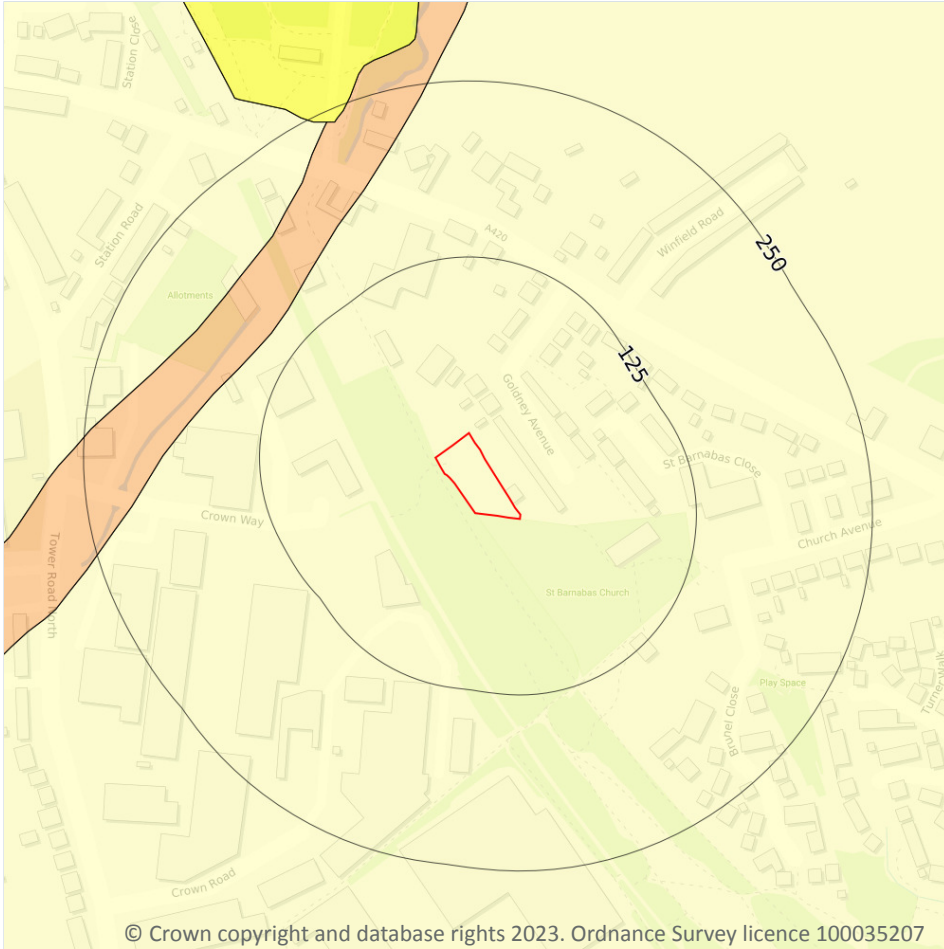 Station Close
Station Road
A420
Winfield Road
250
Allotments
125
Goldney Avenue
St Barnabas Close
Crown Way
Church Avenue
Tower Road North
St Barnabas Church
Turner Walk
Play Space
Brunel Close
Crown Road
© Crown copyright and database rights 2023. Ordnance Survey licence 100035207